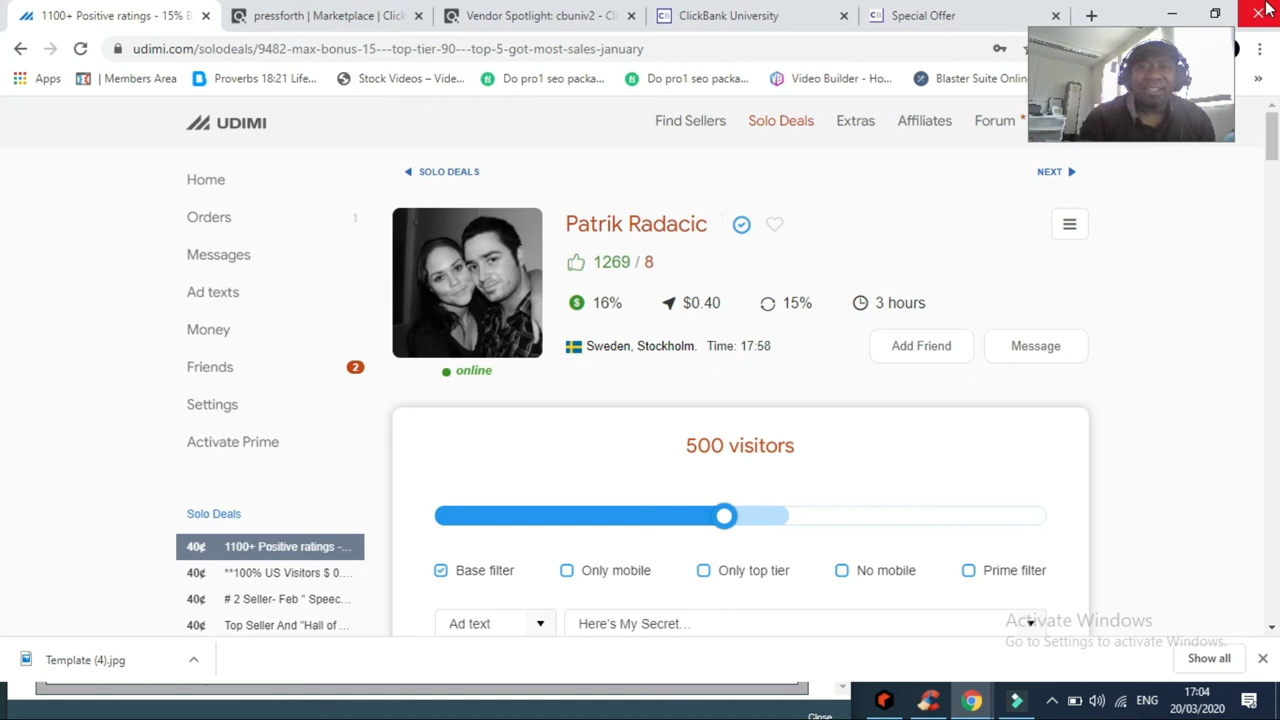 1100+ Positive ratings - 15% B
pressforth | Marketplace | Click
Vendor Spotlight: cbuniv2 - Cli
ClickBank University
Special Offer
udimi.com/solodeals/9482-max-bonus-15---top-tier-90---top-5-got-most-sales-january
Apps
| Members Area
Proverbs 18:21 Life...
Stock Videos – Vide...
Do pro1 seo packa...
Do pro1 seo packa...
Video Builder - Ho...
Blaster Suite Onlin
UDIMI
Find Sellers
Solo Deals
Extras
Affiliates
Forum *
Home
Orders 1
Messages
Ad texts
Money
Friends 2
Settings
Activate Prime
Solo Deals
40¢ 1100+ Positive ratings -...
40¢ **100% US Visitors $ 0....
40¢ # 2 Seller- Feb " Speec...
40¢ Top Seller And "Hall of ...
SOLO DEALS
NEXT
Patrik Radacic
1269 / 8
16% $0.40 15% 3 hours
Sweden, Stockholm. Time: 17:58
Add Friend
Message
online
500 visitors
Base filter
Only mobile
Only top tier
No mobile
Prime filter
Ad text
Here's My Secret...
Activate Windows
Go to Settings to activate Windows.
Template (4).jpg
Show all
Close
ENG
17:04
20/03/2020